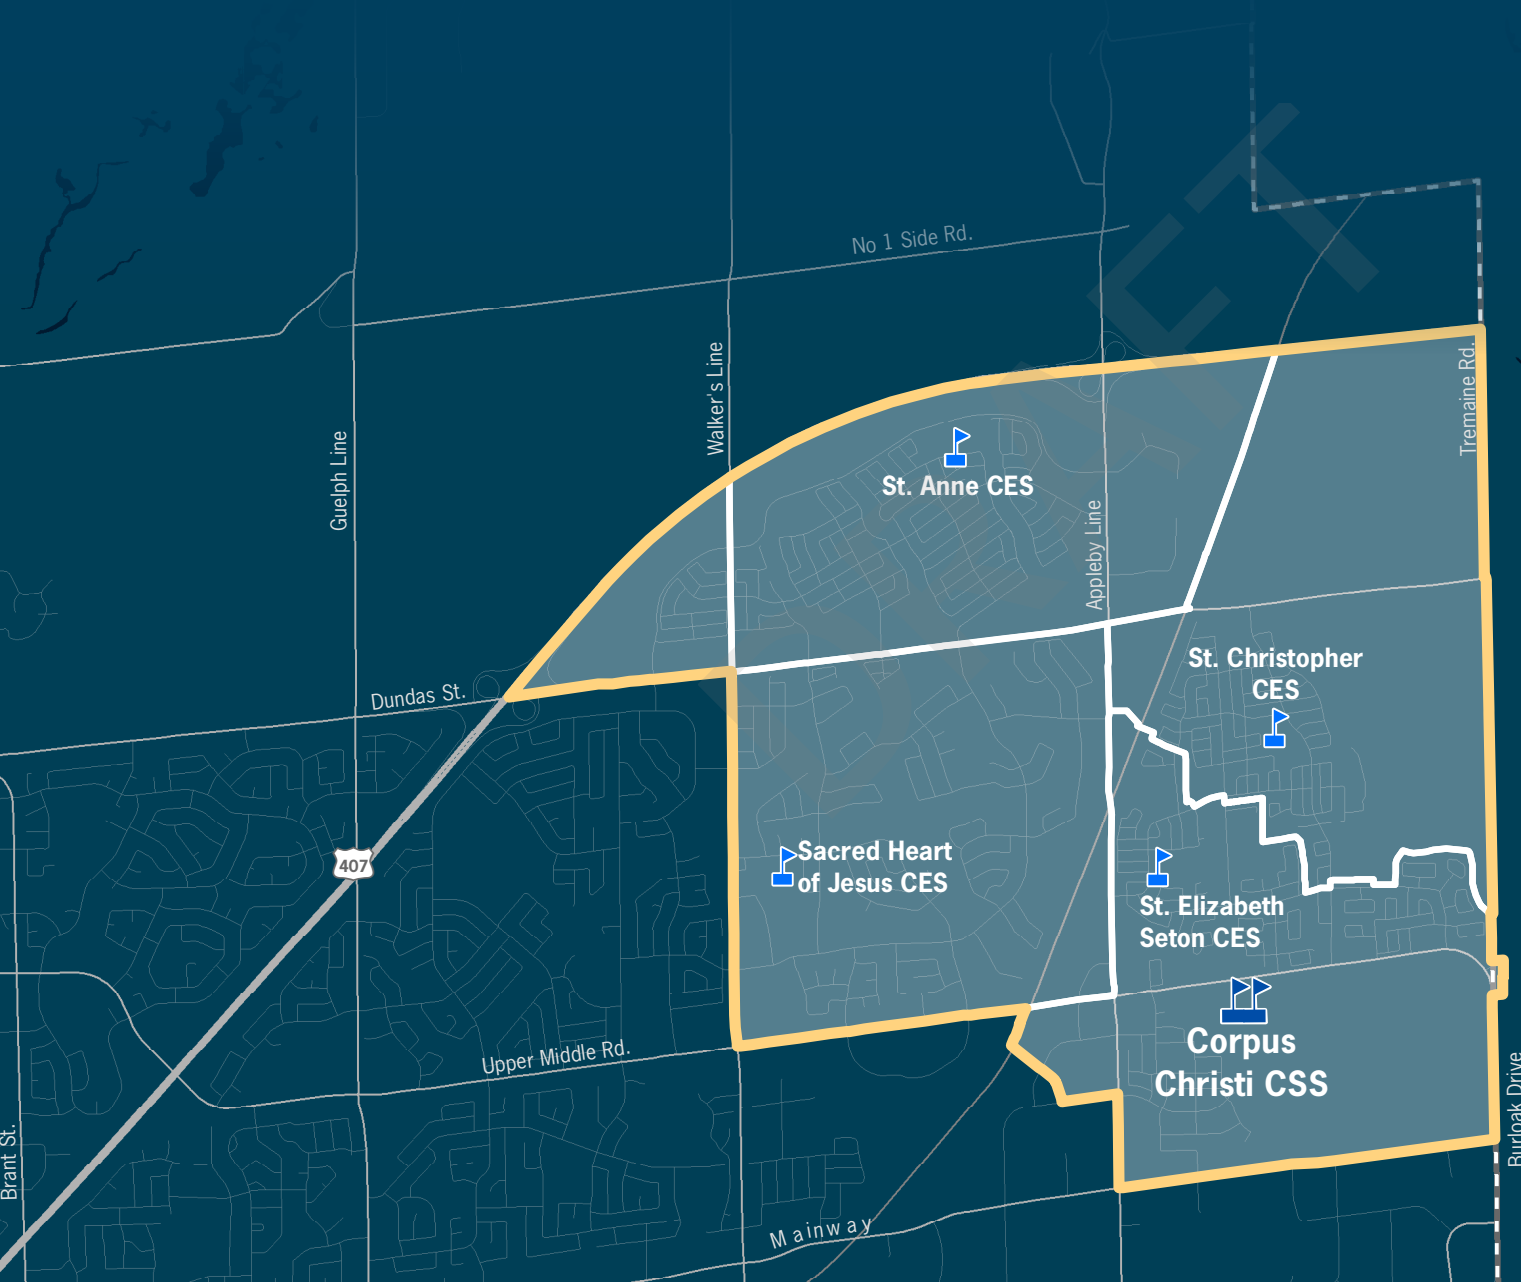 No 1 Side Rd.
Walker's Line
Tremaine Rd.
Guelph Line
St. Anne CES
Appleby Line
St. Christopher
CES
Dundas St.
407
Sacred Heart
of Jesus CES
St. Elizabeth
Seton CES
Corpus
Christi CSS
Upper Middle Rd.
Burloak Drive
Brant St.
Mainway
DRAFT